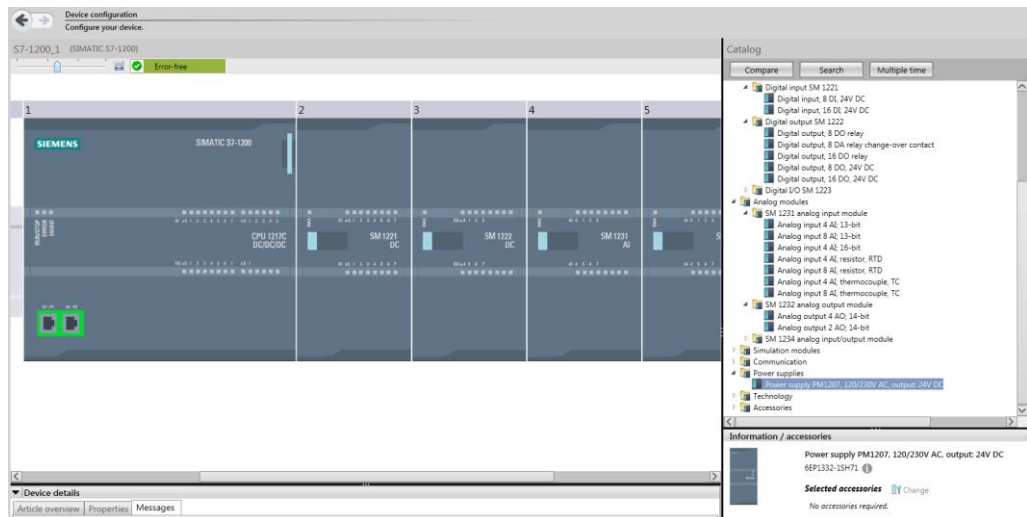 Device configuration
Configure your device.
S7-1200_1 (SIMATIC S7-1200)
Error-free
1 2 3 4 5
SIEMENS SIMATIC S7-1200
RUN/STOP
ERROR
MAINT
CPU 1217C
DC/DC/DC
SM 1221
DC
SM 1222
DC
SM 1231
AI
Device details
Article overview Properties Messages
Catalog
Compare Search Multiple time
Digital input SM 1221
Digital input, 8 DI, 24V DC
Digital input, 16 DI, 24V DC
Digital output SM 1222
Digital output, 8 DO relay
Digital output, 8 DA relay change-over contact
Digital output, 16 DO relay
Digital output, 8 DO, 24V DC
Digital output, 16 DO, 24V DC
Digital I/O SM 1223
Analog modules
SM 1231 analog input module
Analog input 4 AI; 13-bit
Analog input 8 AI; 13-bit
Analog input 4 AI; 16-bit
Analog input 4 AI, resistor, RTD
Analog input 8 AI, resistor, RTD
Analog input 4 AI, thermocouple, TC
Analog input 8 AI, thermocouple, TC
SM 1232 analog output module
Analog output 4 AO; 14-bit
Analog output 2 AO; 14-bit
SM 1234 analog input/output module
Simulation modules
Communication
Power supplies
Power supply PM1207, 120/230V AC, output: 24V DC
Technology
Accessories
Information / accessories
Power supply PM1207, 120/230V AC, output: 24V DC
6EP1332-1SH71
Selected accessories Change
No accessories required.